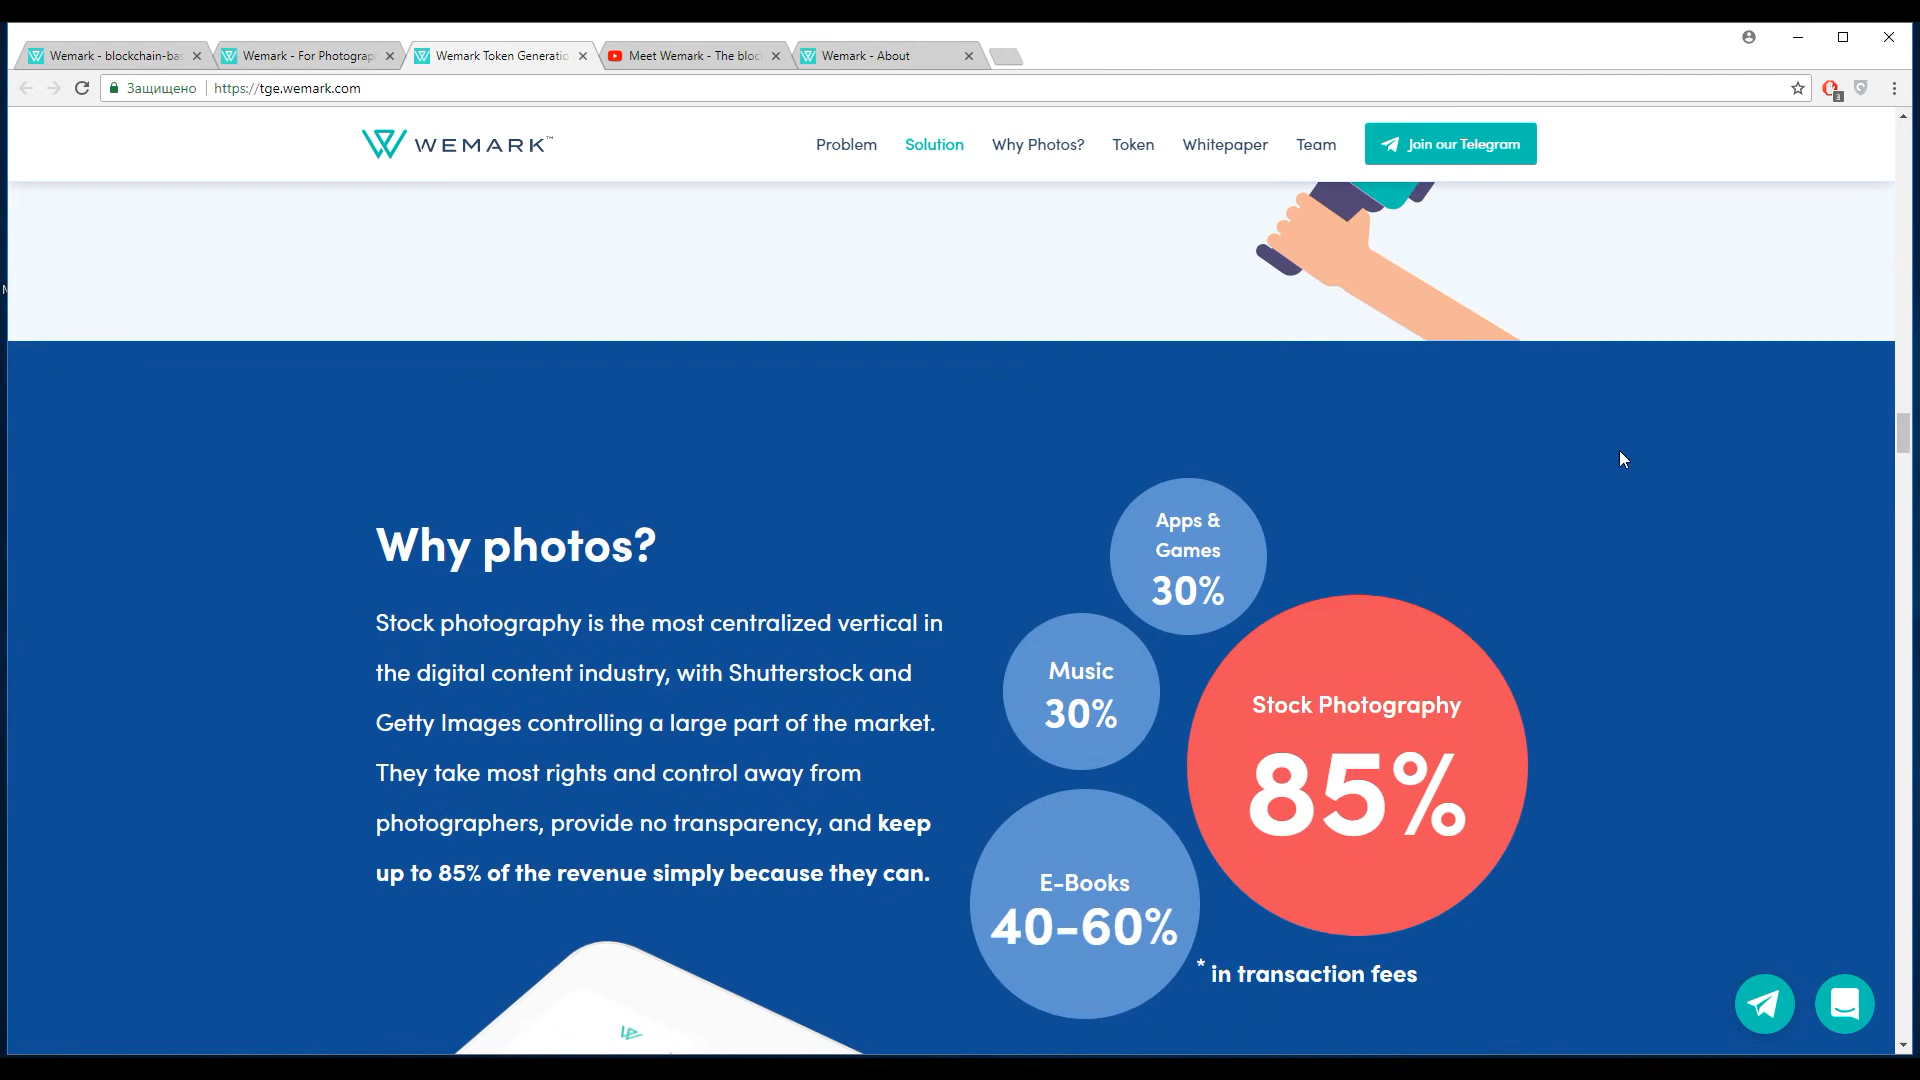 Wemark - blockchain-bas
Wemark - For Photograp
Wemark Token Generatio
Meet Wemark - The bloc
Wemark - About
Защищено
https://tge.wemark.com
3
WEMARK™
Problem
Solution
Why Photos?
Token
Whitepaper
Team
Join our Telegram
Why photos?
Stock photography is the most centralized vertical in
the digital content industry, with Shutterstock and
Getty Images controlling a large part of the market.
They take most rights and control away from
photographers, provide no transparency, and keep
up to 85% of the revenue simply because they can.
Apps &
Games
30%
Music
30%
Stock Photography
85%
E-Books
40-60%
* in transaction fees